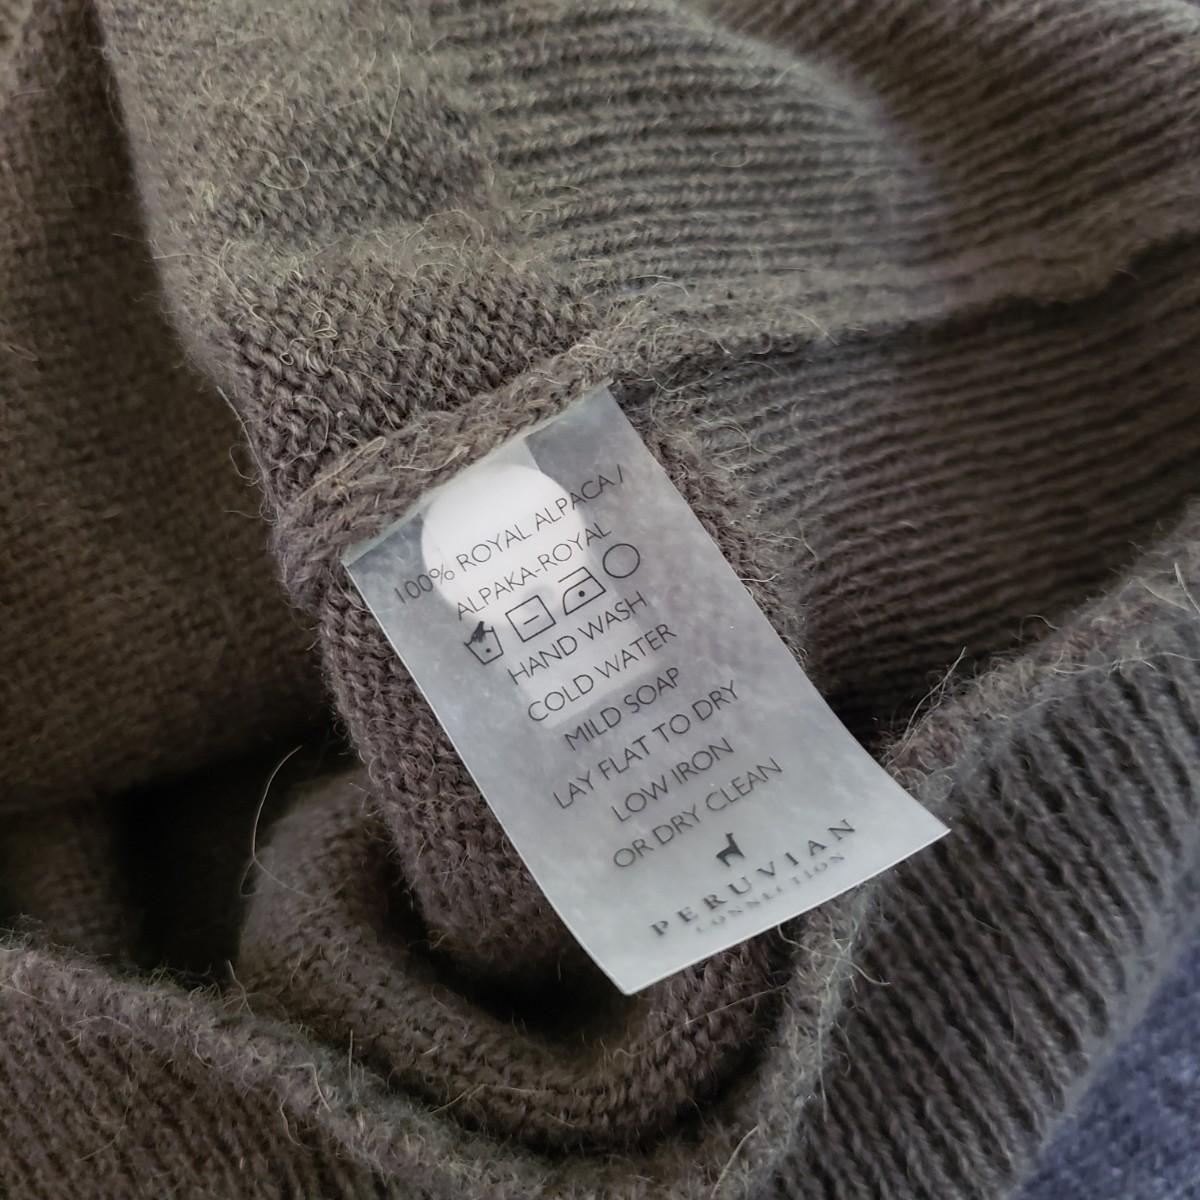 100% ROYAL ALPACA /
ALPAKA-ROYAL
HAND WASH
COLD WATER
MILD SOAP
LAY FLAT TO DRY
LOW IRON
OR DRY CLEAN
PERUVIAN
CONNECTION